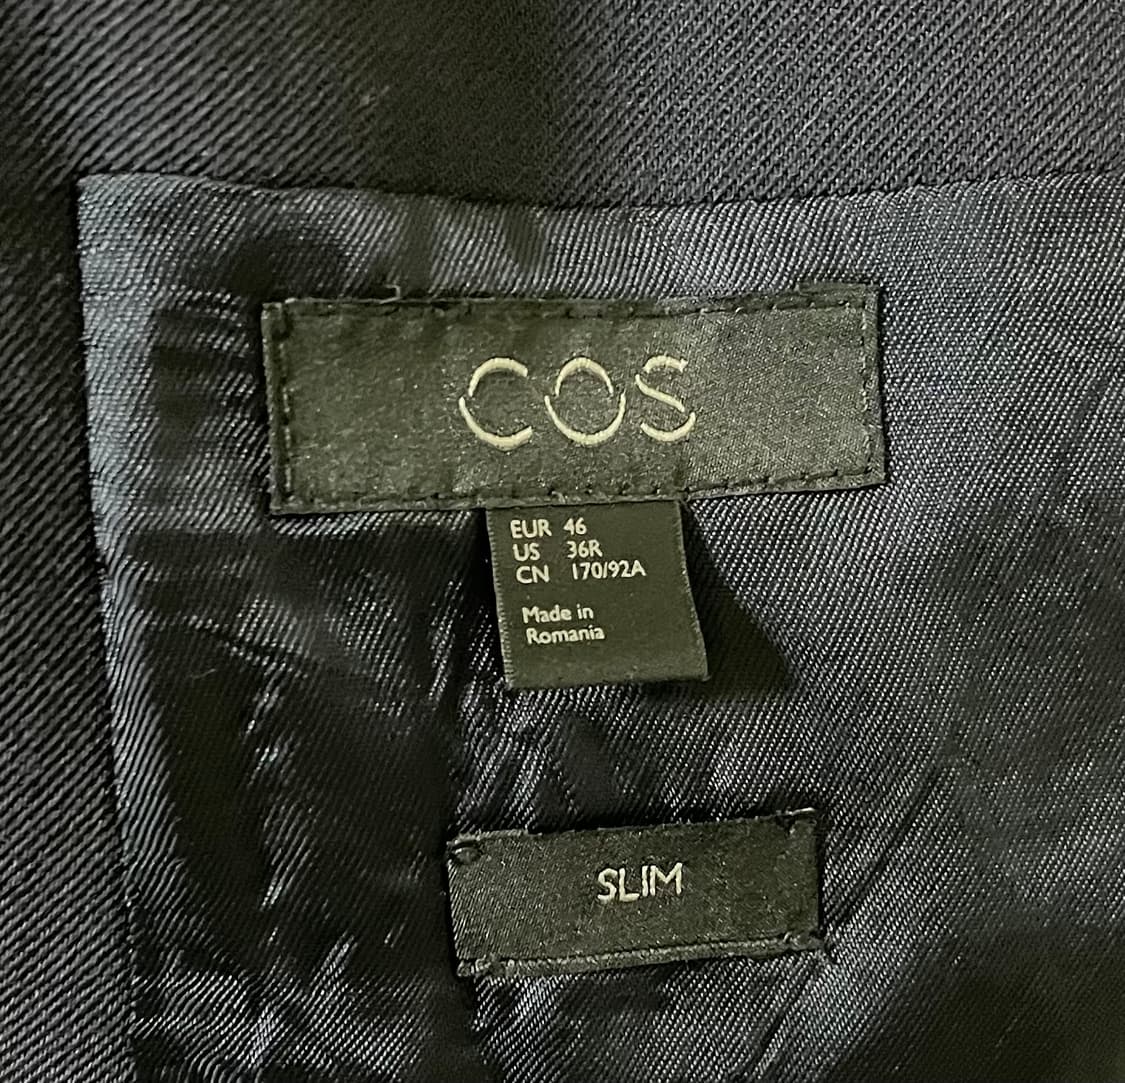 COS
EUR 46
US 36R
CN 170/92A
Made in
Romania
SLIM